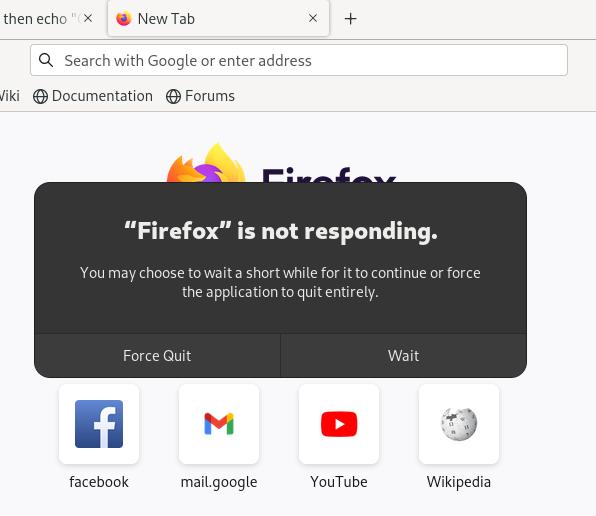 then echo "(
New Tab
Search with Google or enter address
Wiki
Documentation
Forums
Firefox
“Firefox” is not responding.
You may choose to wait a short while for it to continue or force
the application to quit entirely.
Force Quit
Wait
facebook
mail.google
YouTube
Wikipedia